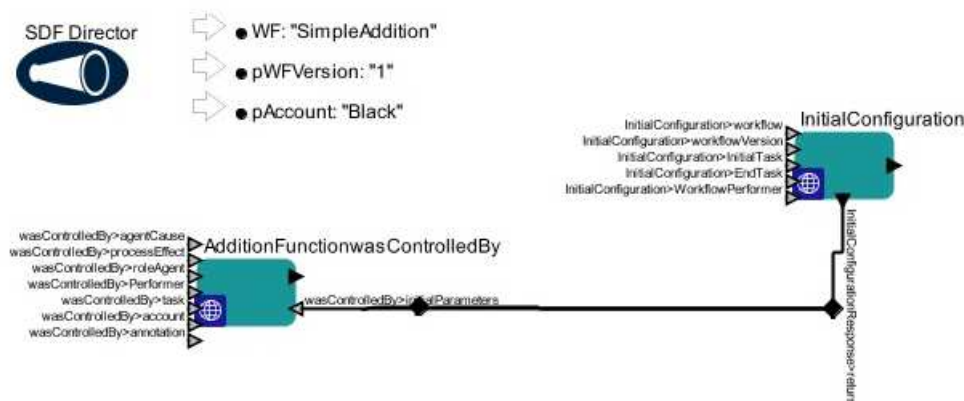 SDF Director
WF: "SimpleAddition"
pWFVersion: "1"
pAccount: "Black"
InitialConfiguration
InitialConfiguration>workflow
InitialConfiguration>workflowVersion
InitialConfiguration>InitialTask
InitialConfiguration>EndTask
InitialConfiguration>WorkflowPerformer
InitialConfigurationResponse>return
AdditionFunctionwasControlledBy
wasControlledBy>agentCause
wasControlledBy>processEffect
wasControlledBy>roleAgent
wasControlledBy>Performer
wasControlledBy>task
wasControlledBy>account
wasControlledBy>annotation
wasControlledBy>initialParameters